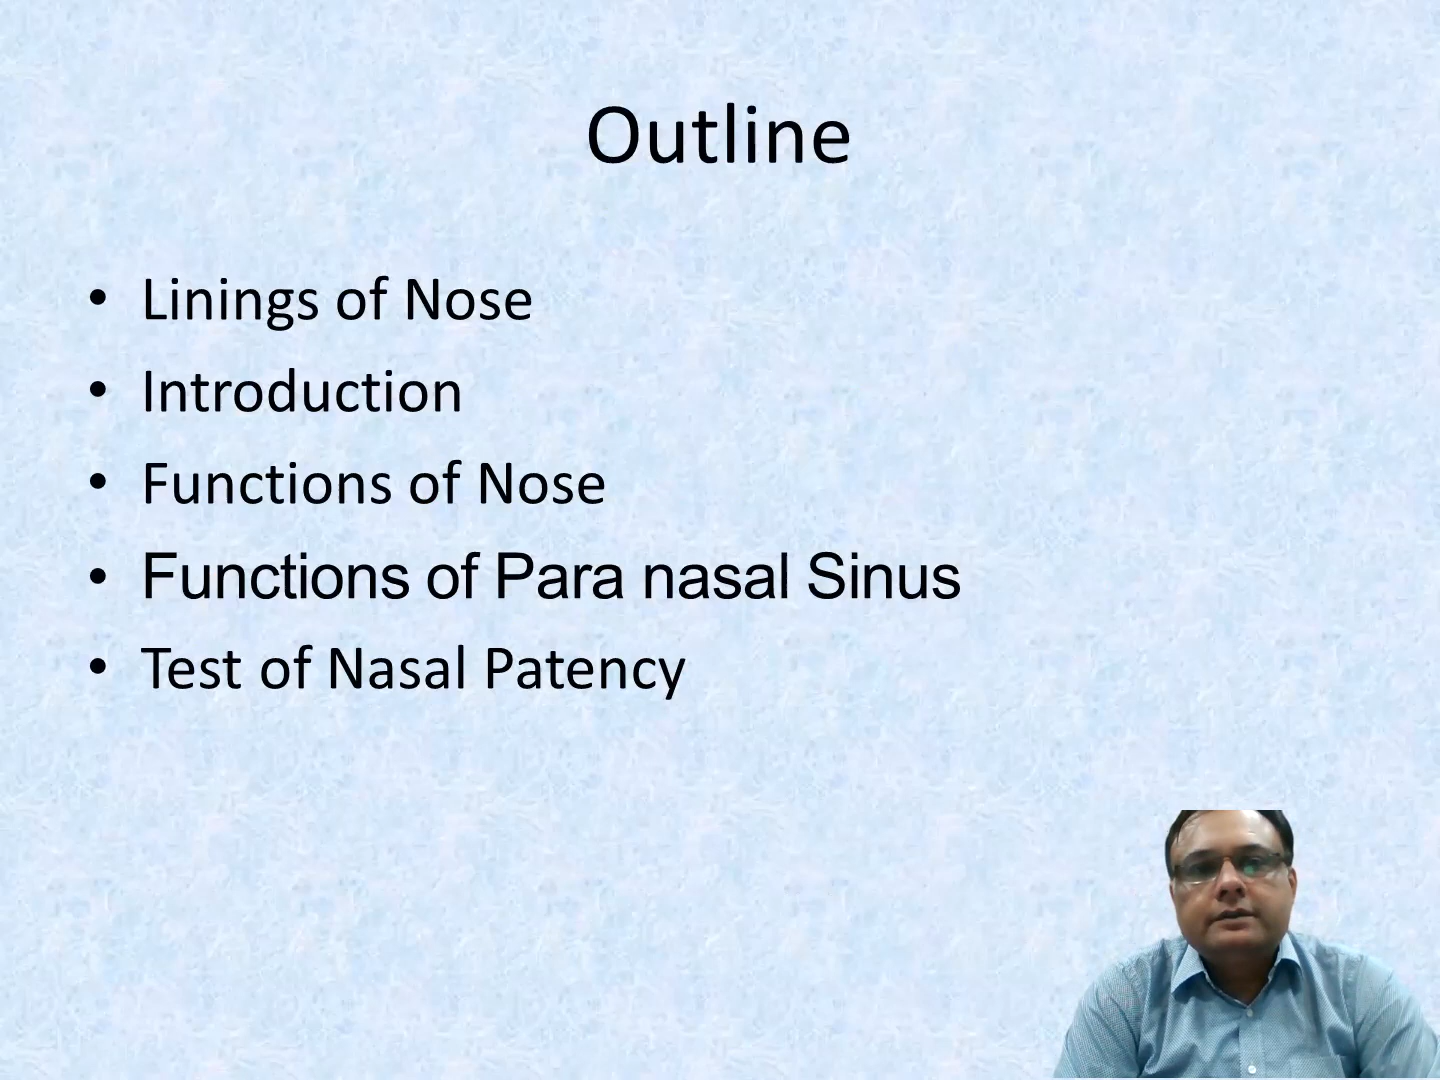 Outline
• Linings of Nose
• Introduction
• Functions of Nose
• Functions of Para nasal Sinus
• Test of Nasal Patency